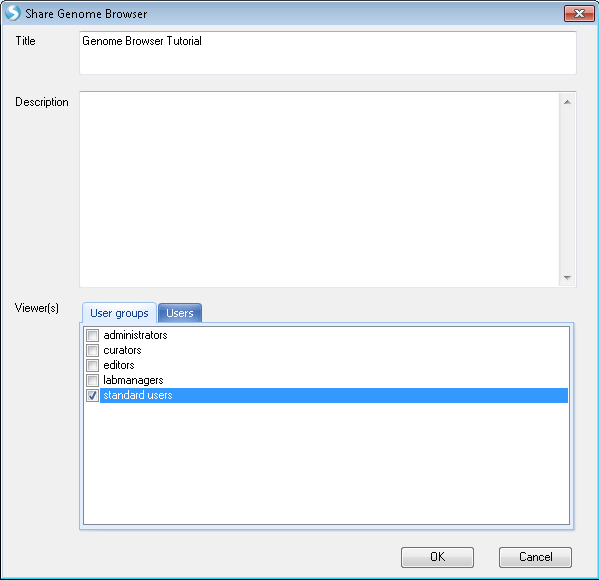 Share Genome Browser
Title
Genome Browser Tutorial
Description
Viewer(s)
User groups
Users
administrators
curators
editors
labmanagers
standard users
OK
Cancel